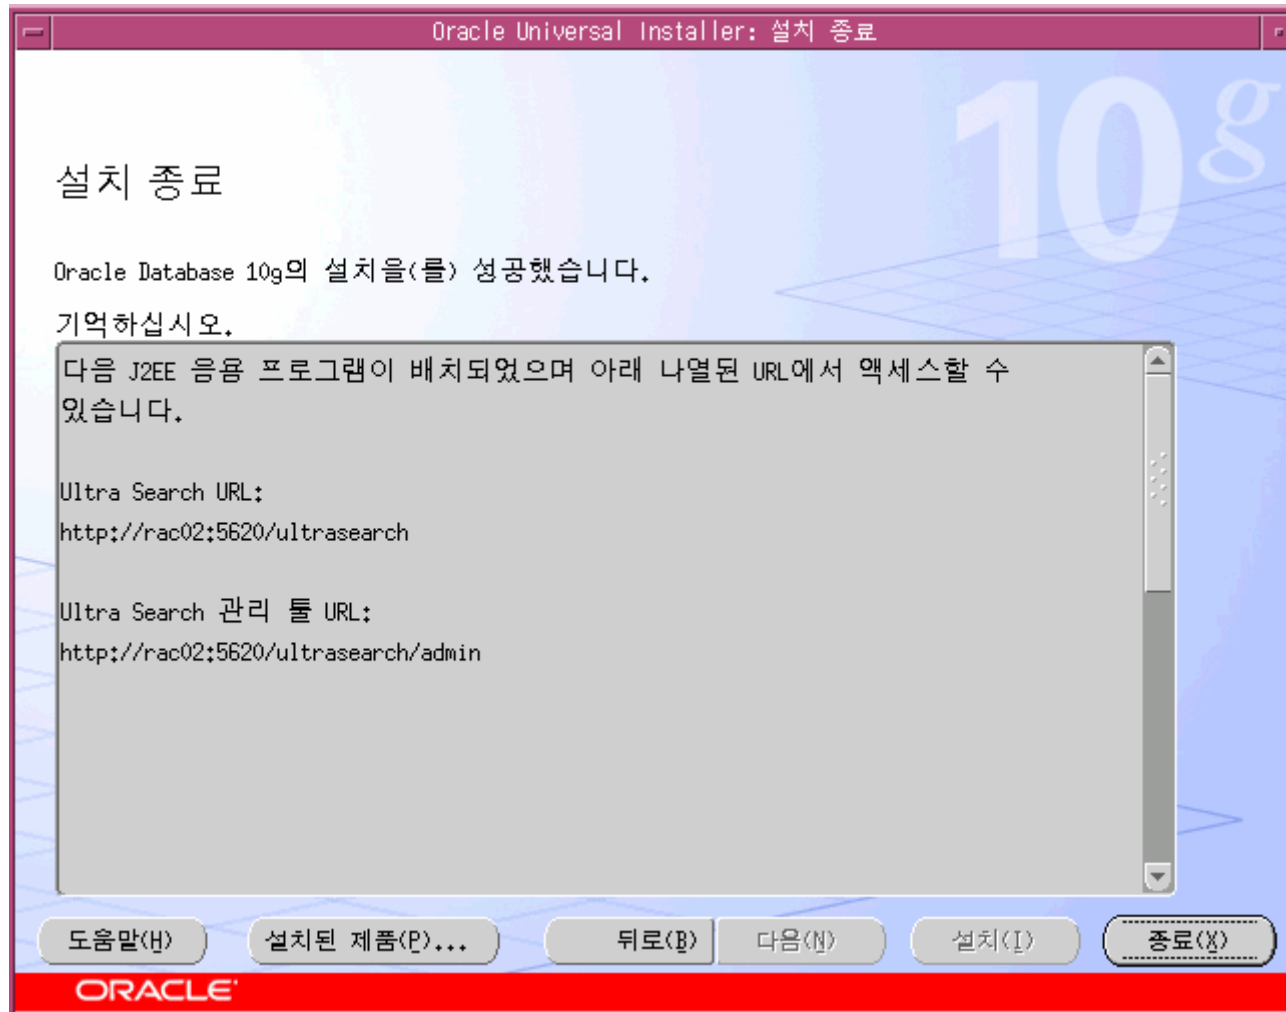 Oracle Universal Installer: 설치 종료
10g
설치 종료
Oracle Database 10g의 설치을(를) 성공했습니다.
기억하십시오.
다음 J2EE 응용 프로그램이 배치되었으며 아래 나열된 URL에서 액세스할 수
있습니다.
Ultra Search URL:
http://rac02:5620/ultrasearch
Ultra Search 관리 툴 URL:
http://rac02:5620/ultrasearch/admin
도움말(H)
설치된 제품(P)...
뒤로(B)
다음(N)
설치(I)
종료(X)
ORACLE